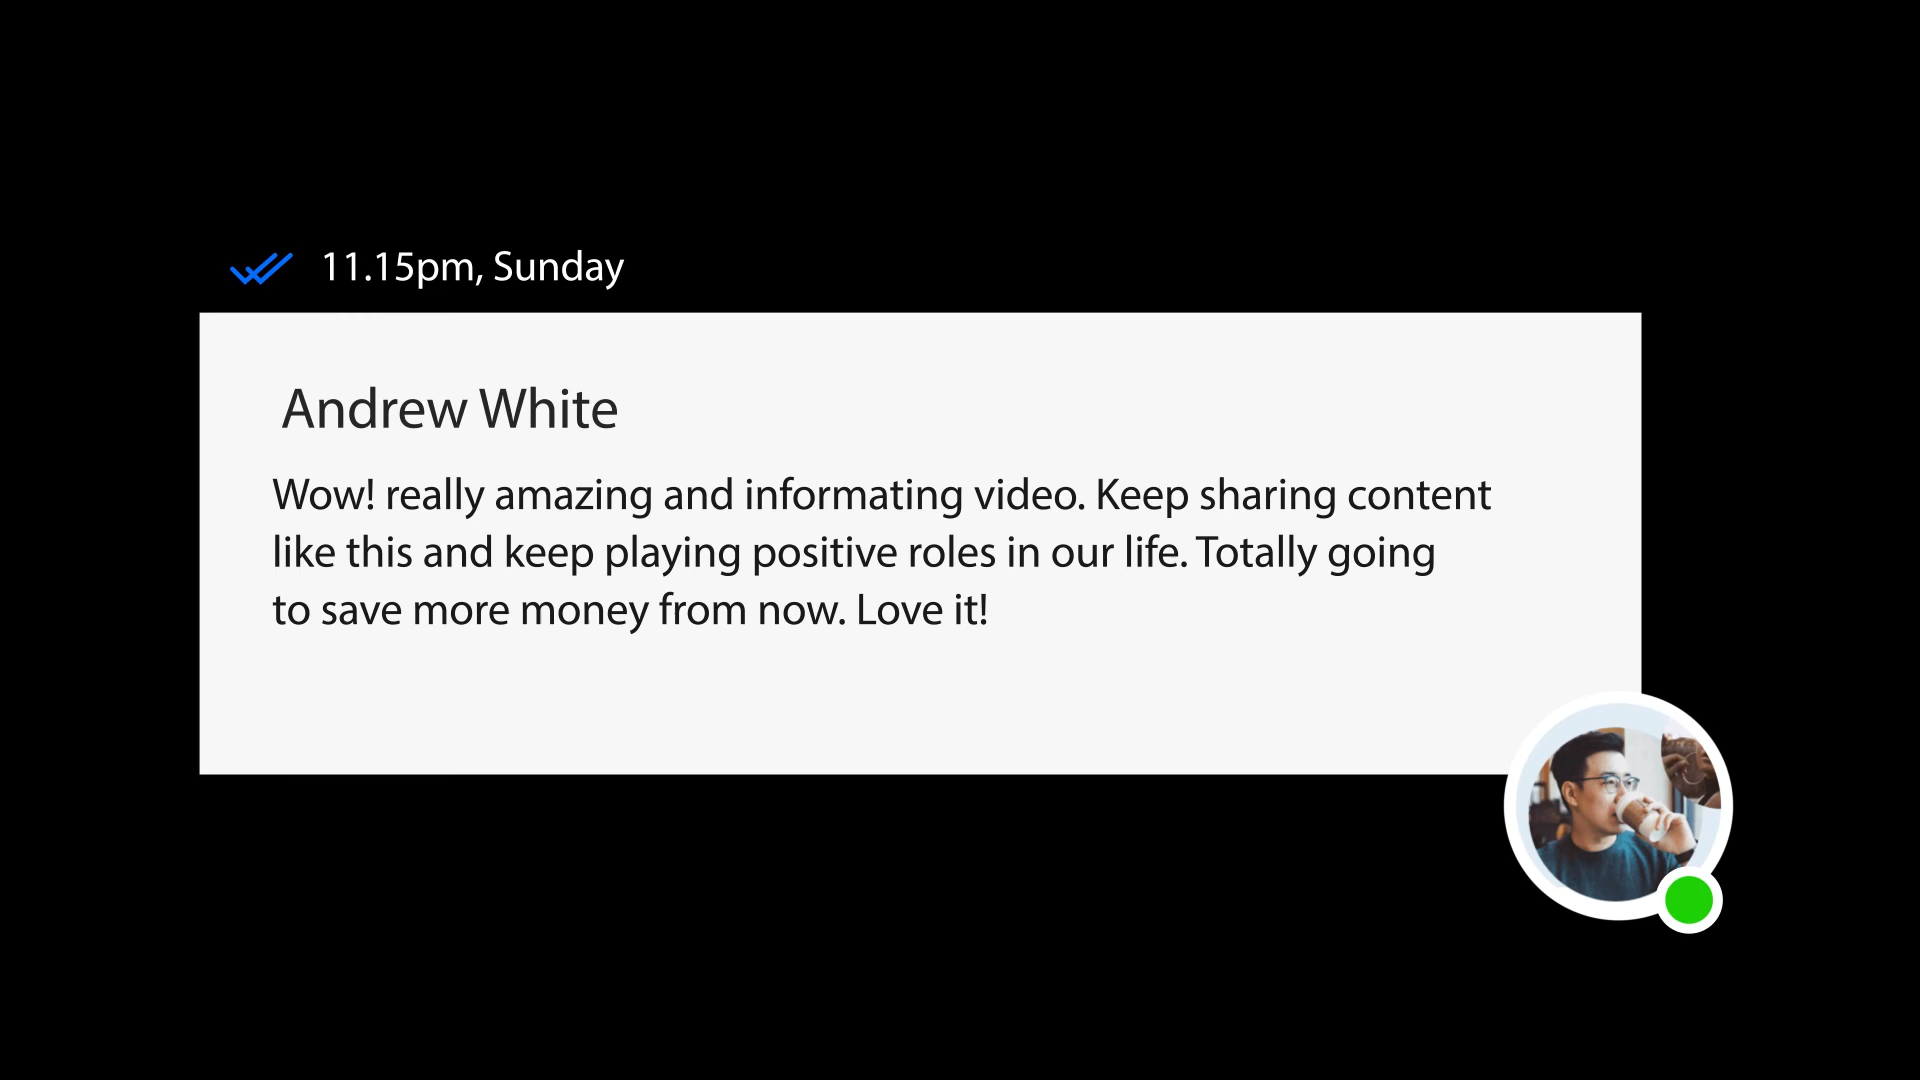 11.15pm, Sunday
Andrew White
Wow! really amazing and informating video. Keep sharing content
like this and keep playing positive roles in our life. Totally going
to save more money from now. Love it!